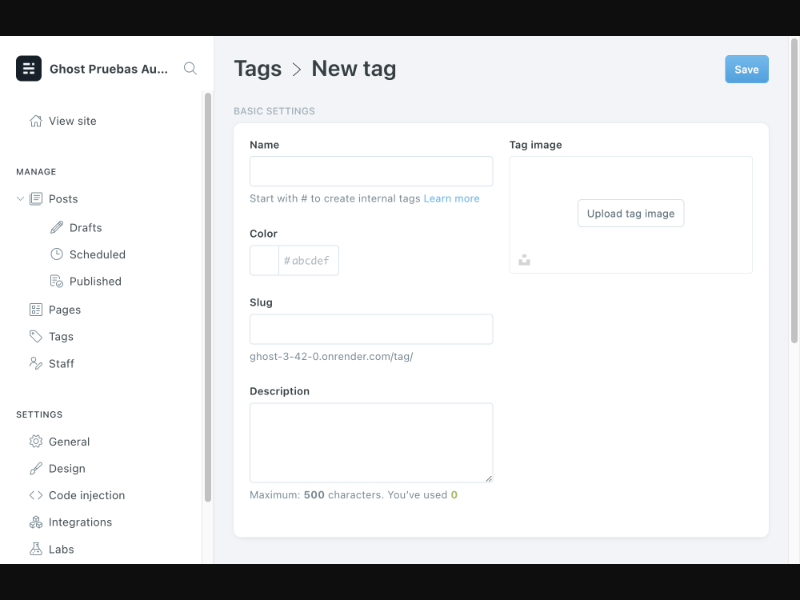 Ghost Pruebas Au...
View site
MANAGE
Posts
Drafts
Scheduled
Published
Pages
Tags
Staff
SETTINGS
General
Design
Code injection
Integrations
Labs
Tags > New tag
Save
BASIC SETTINGS
Name
Start with # to create internal tags Learn more
Color
#abcdef
Slug
ghost-3-42-0.onrender.com/tag/
Description
Maximum: 500 characters. You've used 0
Tag image
Upload tag image